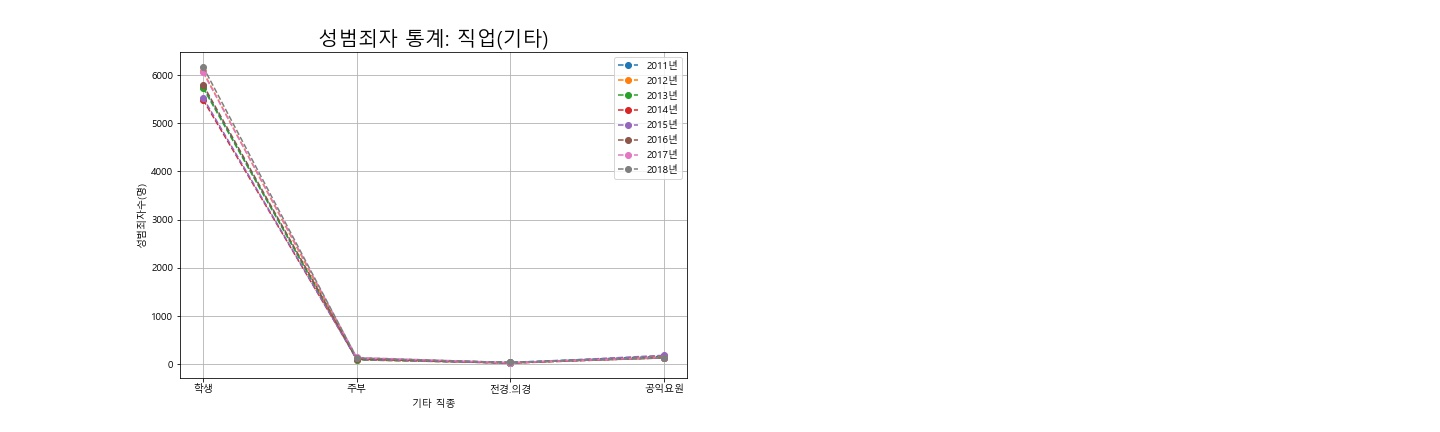 성범죄자 통계: 직업(기타)
2011년
2012년
2013년
2014년
2015년
2016년
2017년
2018년
6000
5000
4000
3000
2000
1000
0
성범죄자수(명)
학생 주부 전경.의경 공익요원
기타 직종